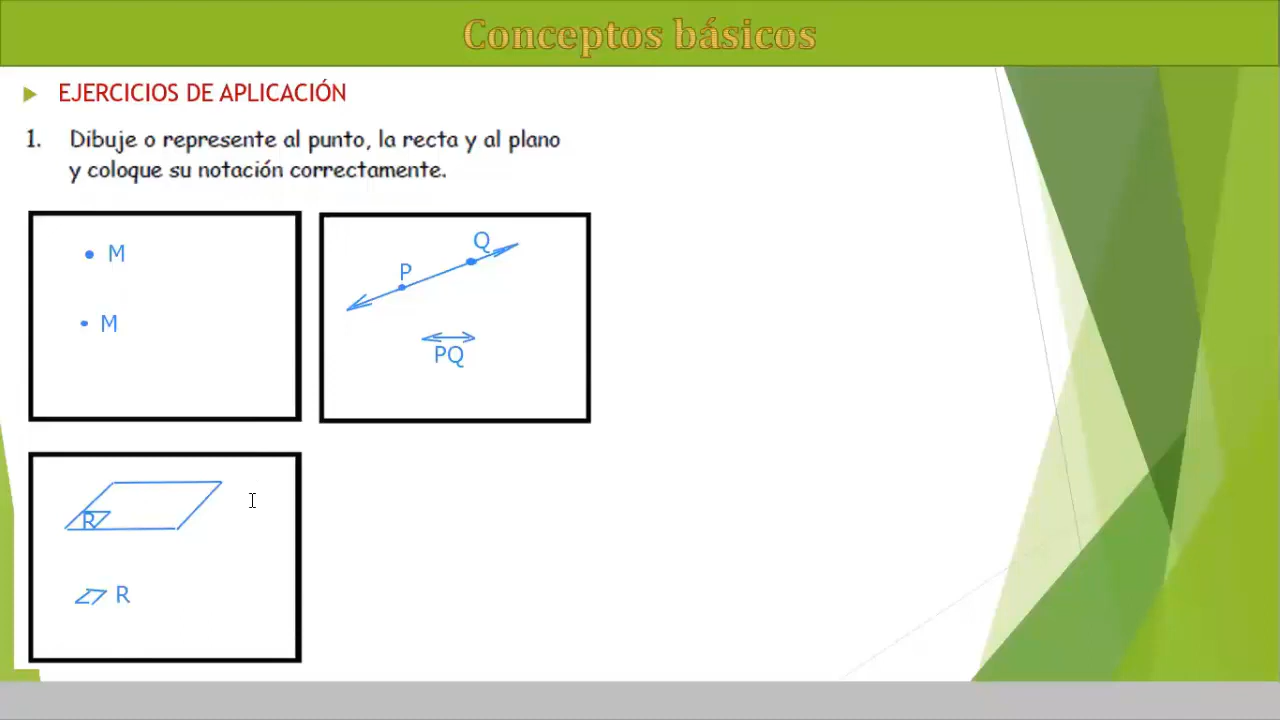 Conceptos básicos
EJERCICIOS DE APLICACIÓN
1. Dibuje o represente al punto, la recta y al plano
y coloque su notación correctamente.
M
M
Q
P
PQ
R
R